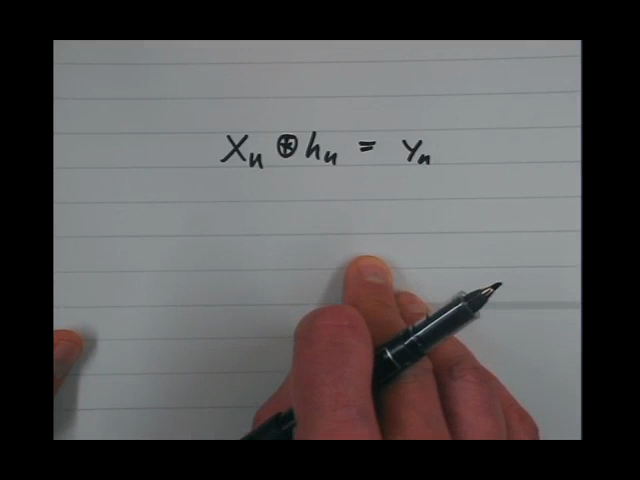 Xₙ ⊛ hₙ = yₙ